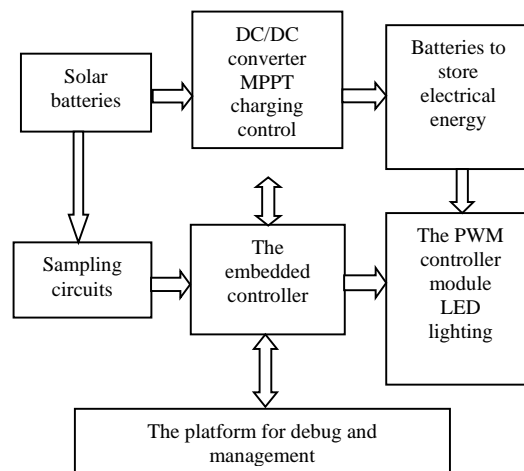 Solar
batteries
DC/DC
converter
MPPT
charging
control
Batteries to
store
electrical
energy
Sampling
circuits
The
embedded
controller
The PWM
controller
module
LED
lighting
The platform for debug and
management